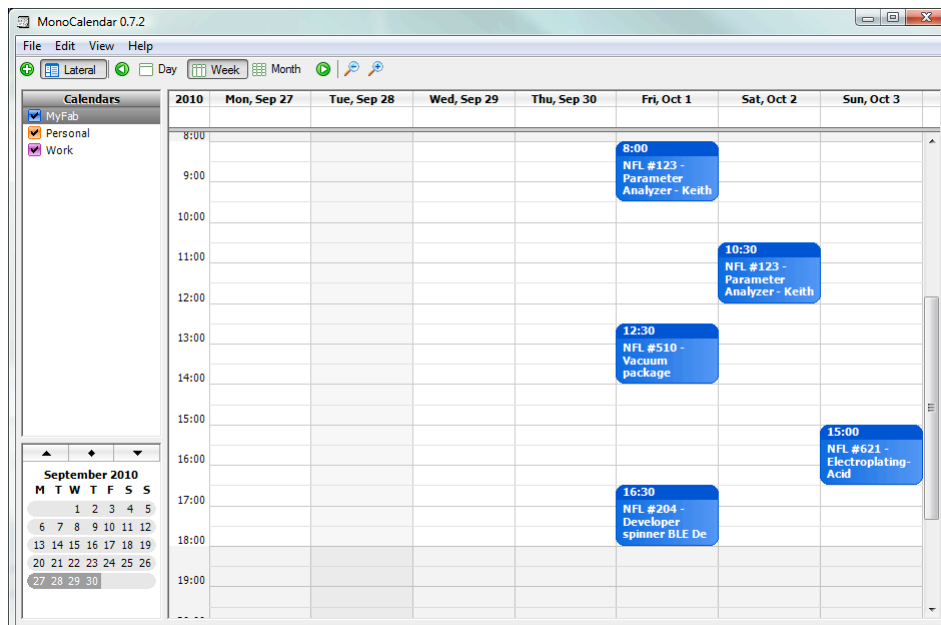 MonoCalendar 0.7.2
File Edit View Help
Lateral Day Week Month
Calendars
MyFab
Personal
Work
2010 Mon, Sep 27 Tue, Sep 28 Wed, Sep 29 Thu, Sep 30 Fri, Oct 1 Sat, Oct 2 Sun, Oct 3
8:00
9:00
10:00
11:00
12:00
13:00
14:00
15:00
16:00
17:00
18:00
19:00
8:00
NFL #123 -
Parameter
Analyzer - Keith
10:30
NFL #123 -
Parameter
Analyzer - Keith
12:30
NFL #510 -
Vacuum
package
15:00
NFL #621 -
Electroplating-
Acid
16:30
NFL #204 -
Developer
spinner BLE De
September 2010
M T W T F S S
1 2 3 4 5
6 7 8 9 10 11 12
13 14 15 16 17 18 19
20 21 22 23 24 25 26
27 28 29 30